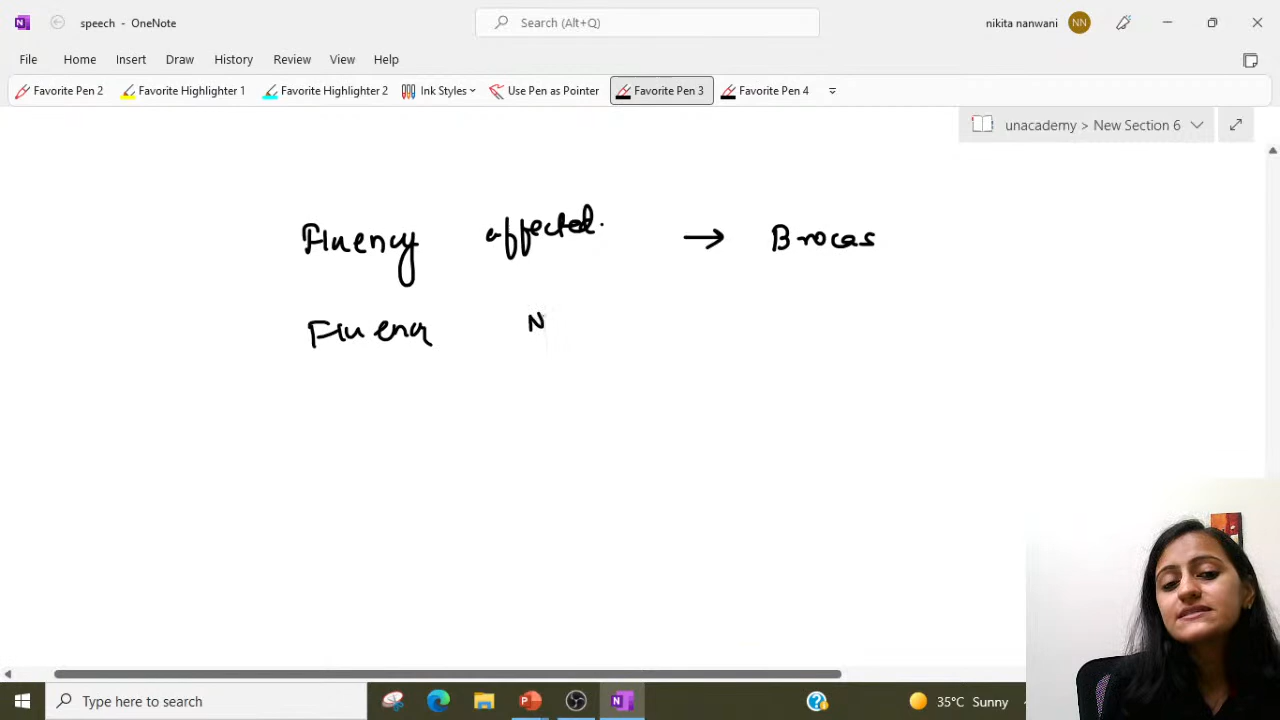 speech - OneNote
Search (Alt+Q)
nikita nanwani NN
File Home Insert Draw History Review View Help
Favorite Pen 2 Favorite Highlighter 1 Favorite Highlighter 2 Ink Styles Use Pen as Pointer Favorite Pen 3 Favorite Pen 4
unacademy > New Section 6
Fluency affected. → Brocas
N
Type here to search
35°C Sunny